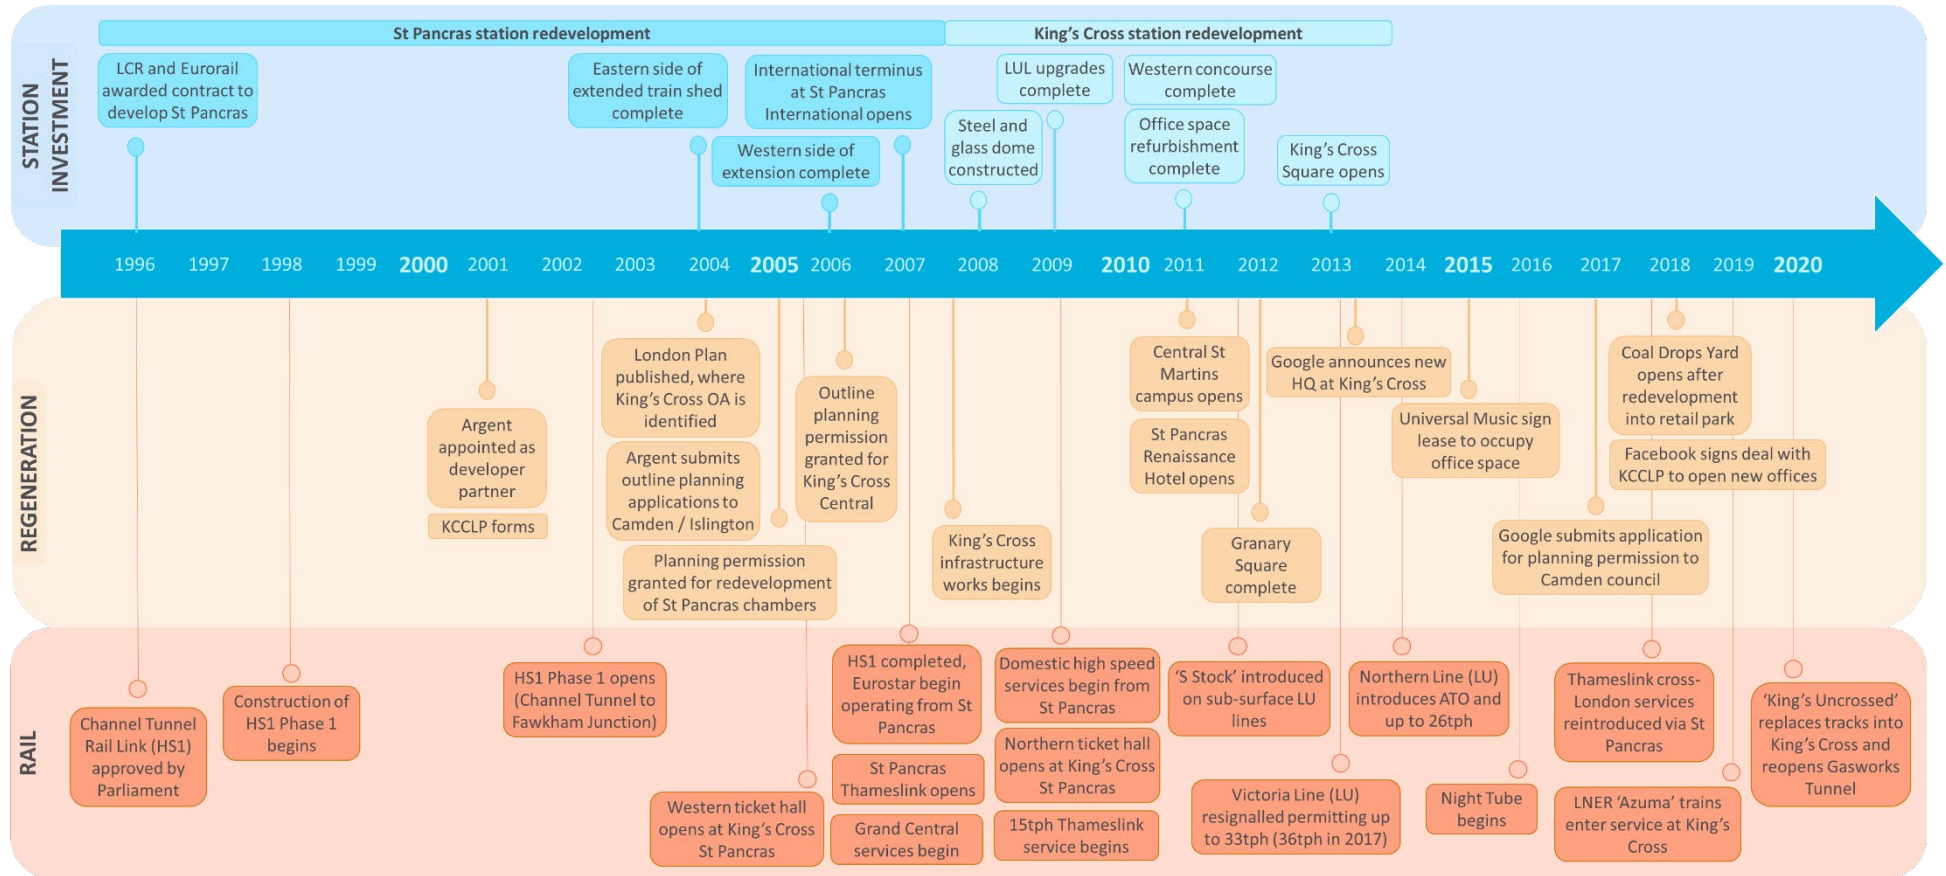 St Pancras station redevelopment
King's Cross station redevelopment
STATION
INVESTMENT
LCR and Eurorail
awarded contract to
develop St Pancras
Eastern side of
extended train shed
complete
International terminus
at St Pancras
International opens
Western side of
extension complete
Steel and
glass dome
constructed
LUL upgrades
complete
Western concourse
complete
Office space
refurbishment
complete
King's Cross
Square opens
1996 1997 1998 1999 2000 2001 2002 2003 2004 2005 2006 2007 2008 2009 2010 2011 2012 2013 2014 2015 2016 2017 2018 2019 2020
REGENERATION
Argent
appointed as
developer
partner
KCCLP forms
London Plan
published, where
King's Cross OA is
identified
Argent submits
outline planning
applications to
Camden / Islington
Planning permission
granted for redevelopment
of St Pancras chambers
Outline
planning
permission
granted for
King's Cross
Central
King's Cross
infrastructure
works begins
Central St
Martins
campus opens
St Pancras
Renaissance
Hotel opens
Granary
Square
complete
Google announces new
HQ at King's Cross
Universal Music sign
lease to occupy
office space
Google submits application
for planning permission to
Camden council
Coal Drops Yard
opens after
redevelopment
into retail park
Facebook signs deal with
KCCLP to open new offices
RAIL
Channel Tunnel
Rail Link (HS1)
approved by
Parliament
Construction of
HS1 Phase 1
begins
HS1 Phase 1 opens
(Channel Tunnel to
Fawkham Junction)
Western ticket hall
opens at King's Cross
St Pancras
HS1 completed,
Eurostar begin
operating from St
Pancras
St Pancras
Thameslink opens
Grand Central
services begin
Domestic high speed
services begin from
St Pancras
Northern ticket hall
opens at King's Cross
St Pancras
15tph Thameslink
service begins
'S Stock' introduced
on sub-surface LU
lines
Victoria Line (LU)
resignalled permitting up
to 33tph (36tph in 2017)
Northern Line (LU)
introduces ATO and
up to 26tph
Night Tube
begins
Thameslink cross-
London services
reintroduced via St
Pancras
LNER 'Azuma' trains
enter service at King's
Cross
'King's Uncrossed'
replaces tracks into
King's Cross and
reopens Gasworks
Tunnel